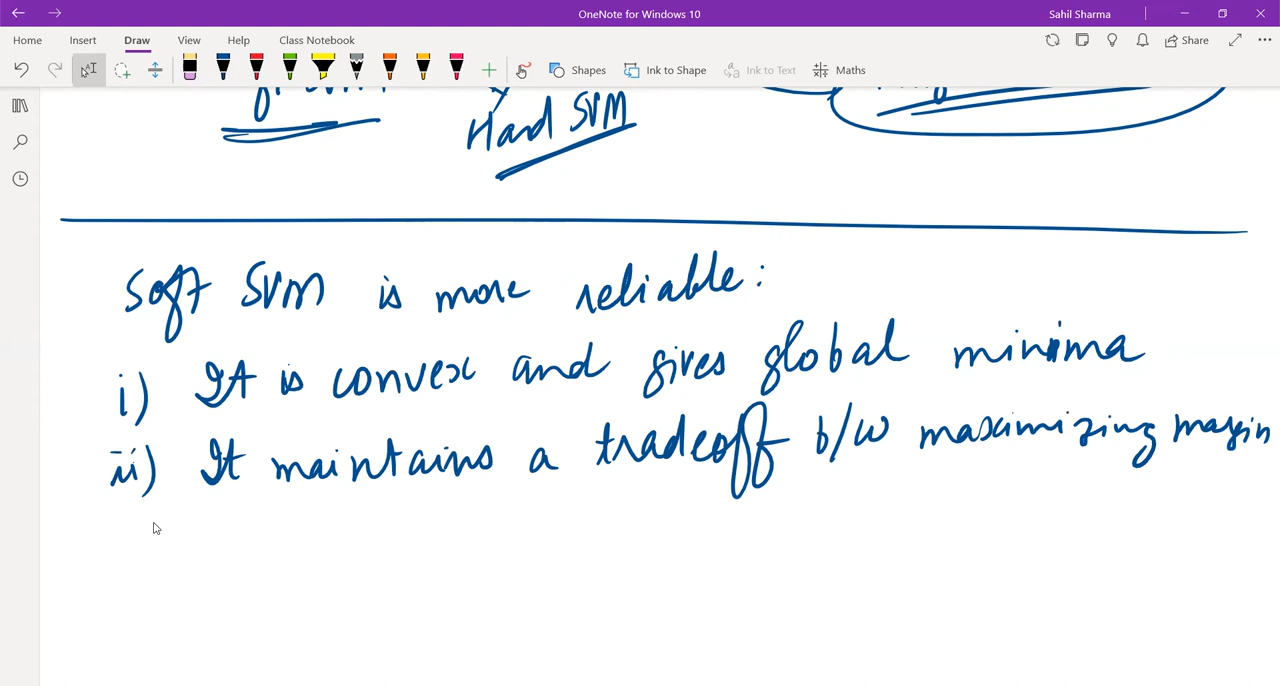 OneNote for Windows 10
Sahil Sharma
Home Insert Draw View Help Class Notebook
Share
Shapes Ink to Shape Ink to Text Maths
Hard SVM
Soft SVM is more reliable:
i) It is convex and gives global minima
ii) It maintains a tradeoff b/w maximizing margin